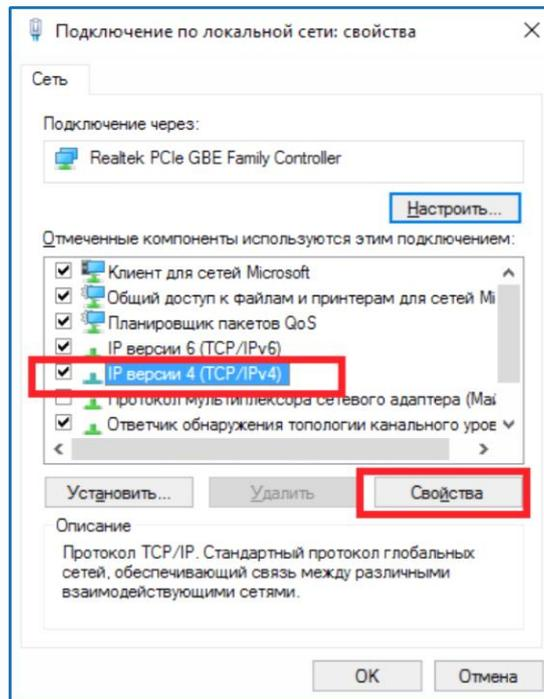 Подключение по локальной сети: свойства
Сеть
Подключение через:
Realtek PCIe GBE Family Controller
Настроить...
Отмеченные компоненты используются этим подключением:
Клиент для сетей Microsoft
Общий доступ к файлам и принтерам для сетей Mi
Планировщик пакетов QoS
IP версии 6 (TCP/IPv6)
IP версии 4 (TCP/IPv4)
Протокол мультиплексора сетевого адаптера (Май
Ответчик обнаружения топологии канального уров
Установить... Удалить Свойства
Описание
Протокол TCP/IP. Стандартный протокол глобальных
сетей, обеспечивающий связь между различными
взаимодействующими сетями.
OK Отмена